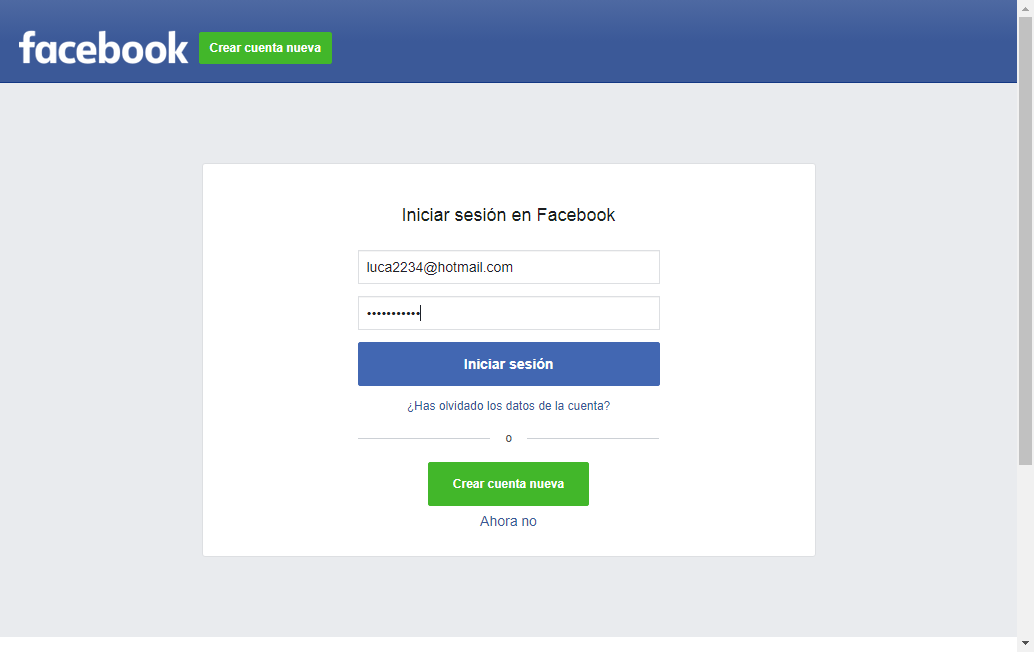 facebook
Crear cuenta nueva
Iniciar sesión en Facebook
luca2234@hotmail.com
•••••••••••
Iniciar sesión
¿Has olvidado los datos de la cuenta?
o
Crear cuenta nueva
Ahora no